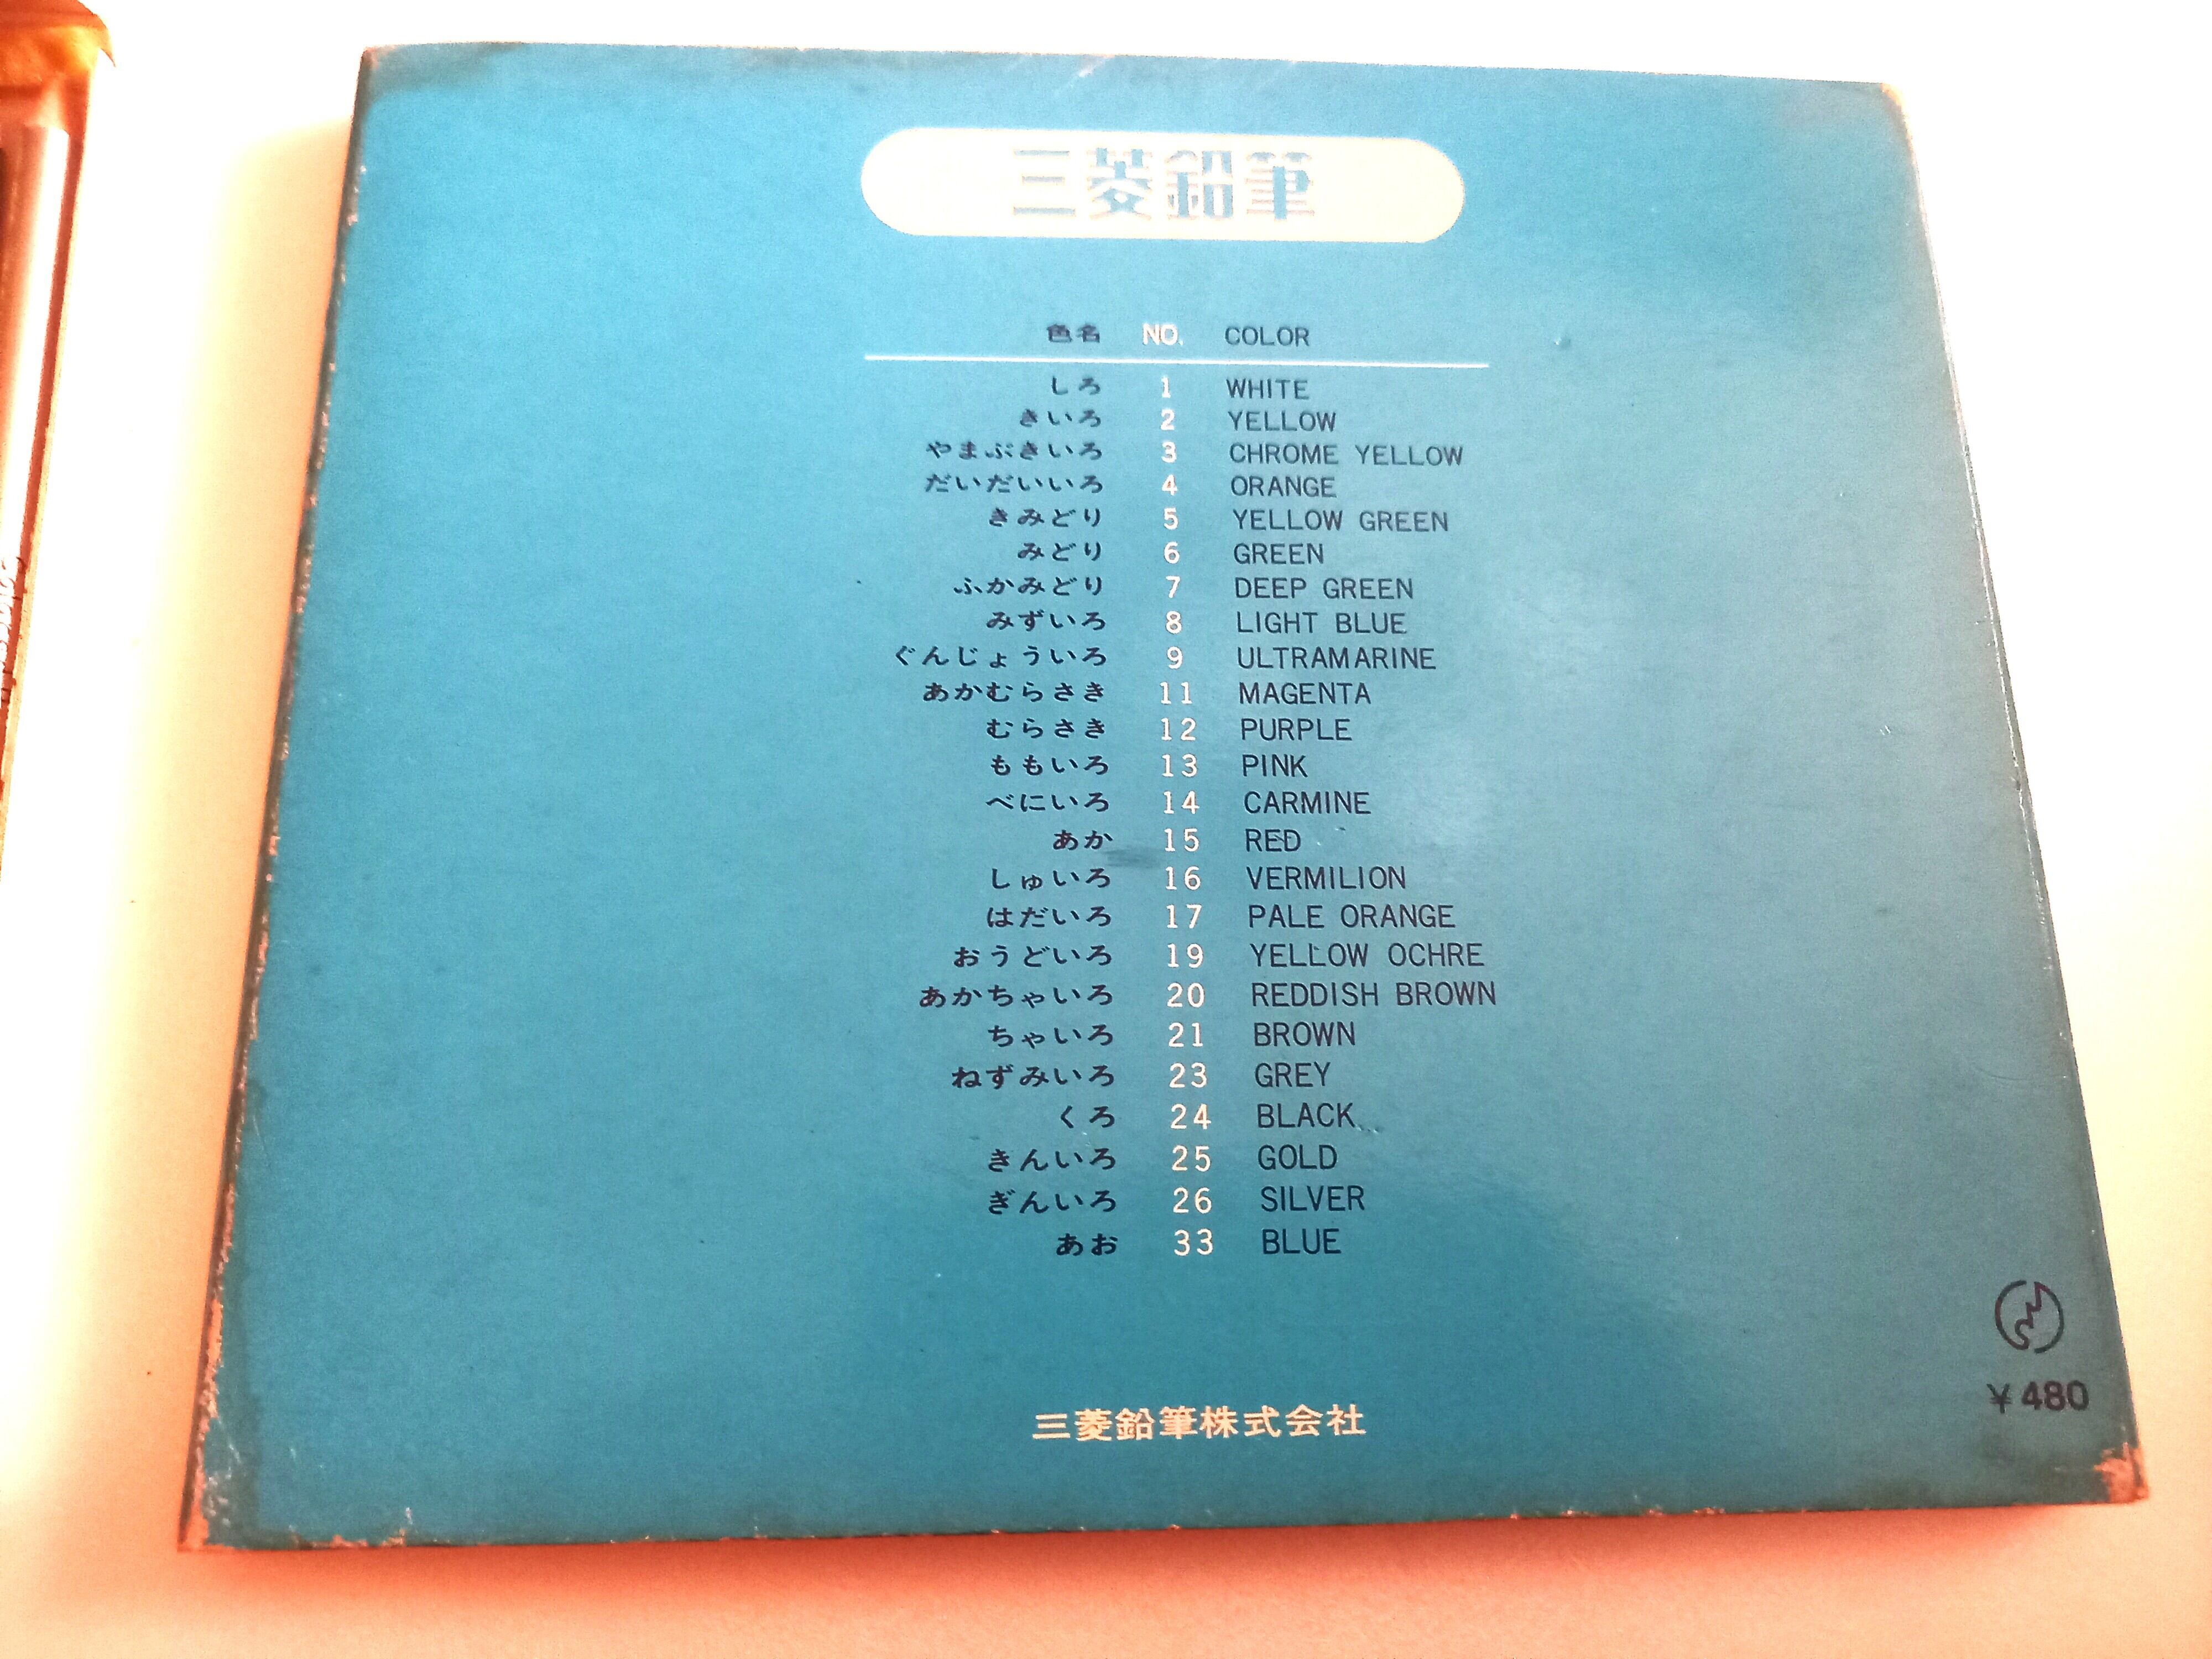 三菱鉛筆
色名 NO. COLOR
しろ 1 WHITE
きいろ 2 YELLOW
やまぶきいろ 3 CHROME YELLOW
だいだいいろ 4 ORANGE
きみどり 5 YELLOW GREEN
みどり 6 GREEN
ふかみどり 7 DEEP GREEN
みずいろ 8 LIGHT BLUE
ぐんじょういろ 9 ULTRAMARINE
あかむらさき 11 MAGENTA
むらさき 12 PURPLE
ももいろ 13 PINK
べにいろ 14 CARMINE
あか 15 RED
しゅいろ 16 VERMILION
はだいろ 17 PALE ORANGE
おうどいろ 19 YELLOW OCHRE
あかちゃいろ 20 REDDISH BROWN
ちゃいろ 21 BROWN
ねずみいろ 23 GREY
くろ 24 BLACK
きんいろ 25 GOLD
ぎんいろ 26 SILVER
あお 33 BLUE
¥480
三菱鉛筆株式会社